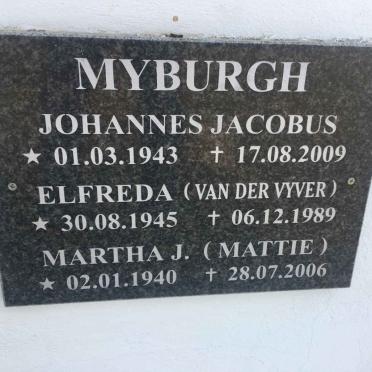 MYBURGH
JOHANNES JACOBUS
★ 01.03.1943 ✝ 17.08.2009
ELFREDA (VAN DER VYVER)
★ 30.08.1945 ✝ 06.12.1989
MARTHA J. (MATTIE)
★ 02.01.1940 ✝ 28.07.2006